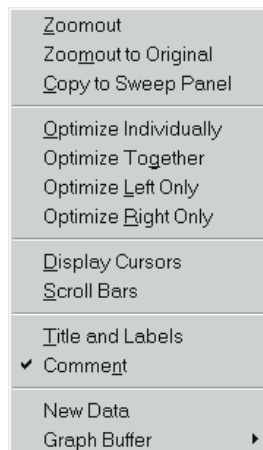 Zoomout
Zoomout to Original
Copy to Sweep Panel
Optimize Individually
Optimize Together
Optimize Left Only
Optimize Right Only
Display Cursors
Scroll Bars
Title and Labels
Comment
New Data
Graph Buffer